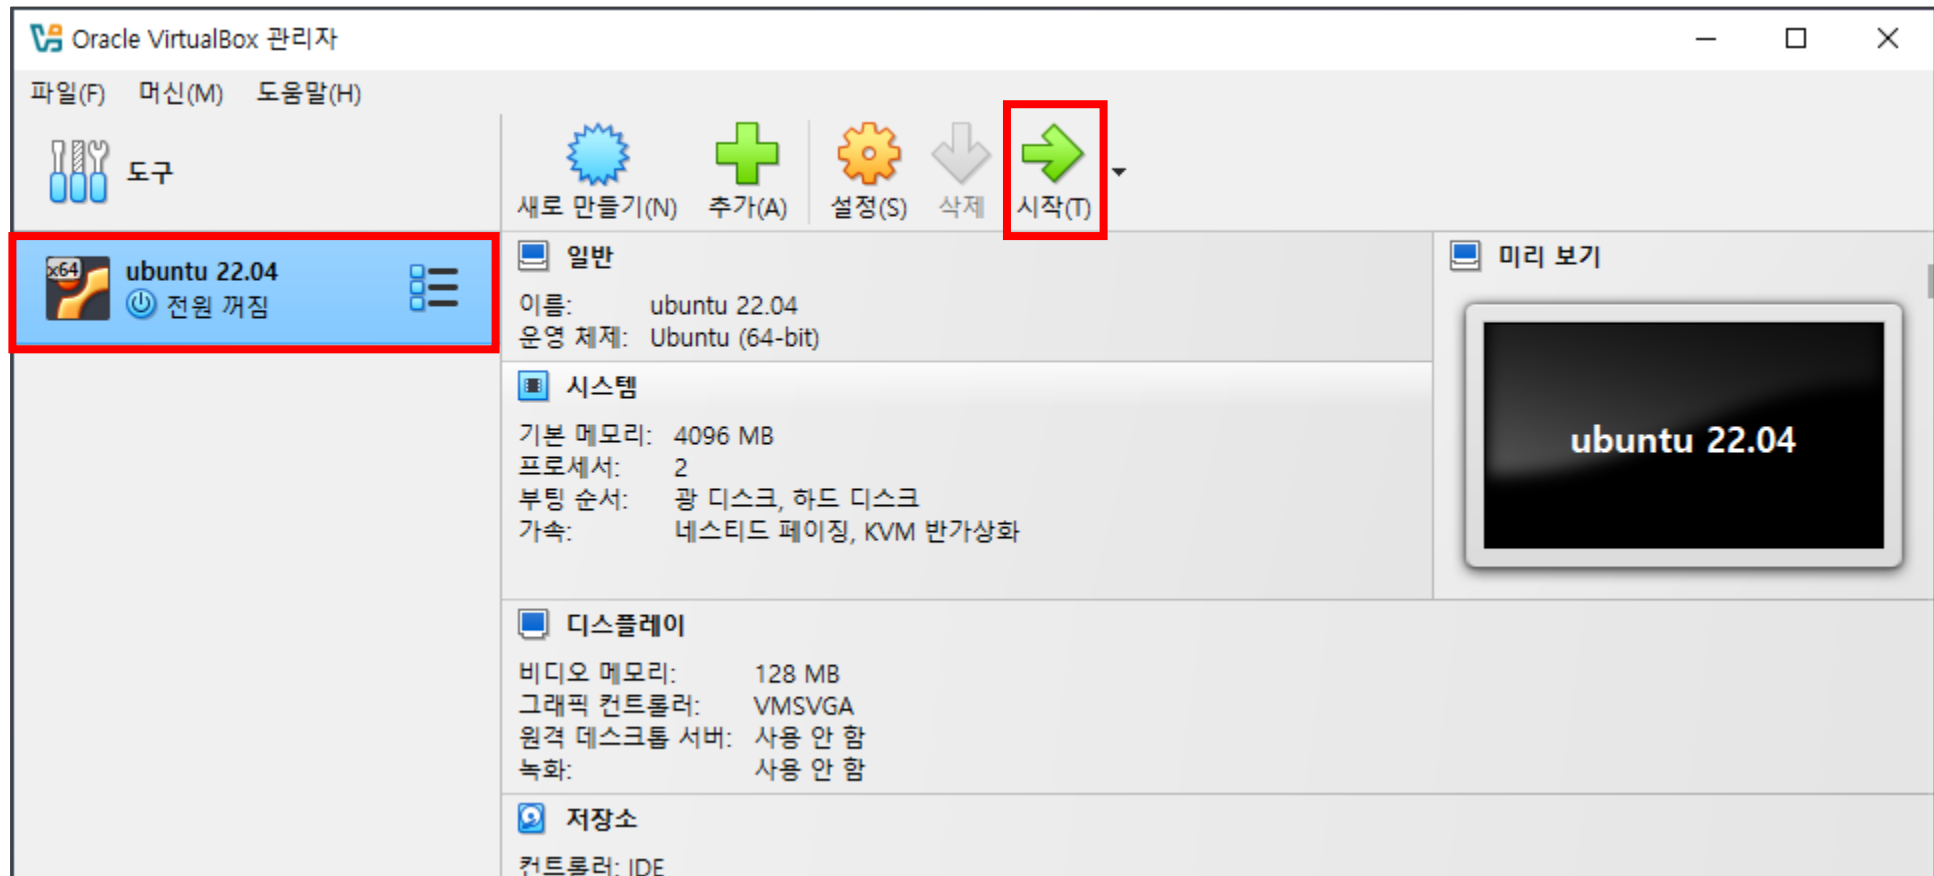 Oracle VirtualBox 관리자
파일(F) 머신(M) 도움말(H)
도구
새로 만들기(N) 추가(A) 설정(S) 삭제 시작(T)
x64
ubuntu 22.04
전원 꺼짐
일반
이름: ubuntu 22.04
운영 체제: Ubuntu (64-bit)
시스템
기본 메모리: 4096 MB
프로세서: 2
부팅 순서: 광 디스크, 하드 디스크
가속: 네스티드 페이징, KVM 반가상화
미리 보기
ubuntu 22.04
디스플레이
비디오 메모리: 128 MB
그래픽 컨트롤러: VMSVGA
원격 데스크톱 서버: 사용 안 함
녹화: 사용 안 함
저장소
컨트롤러: IDE